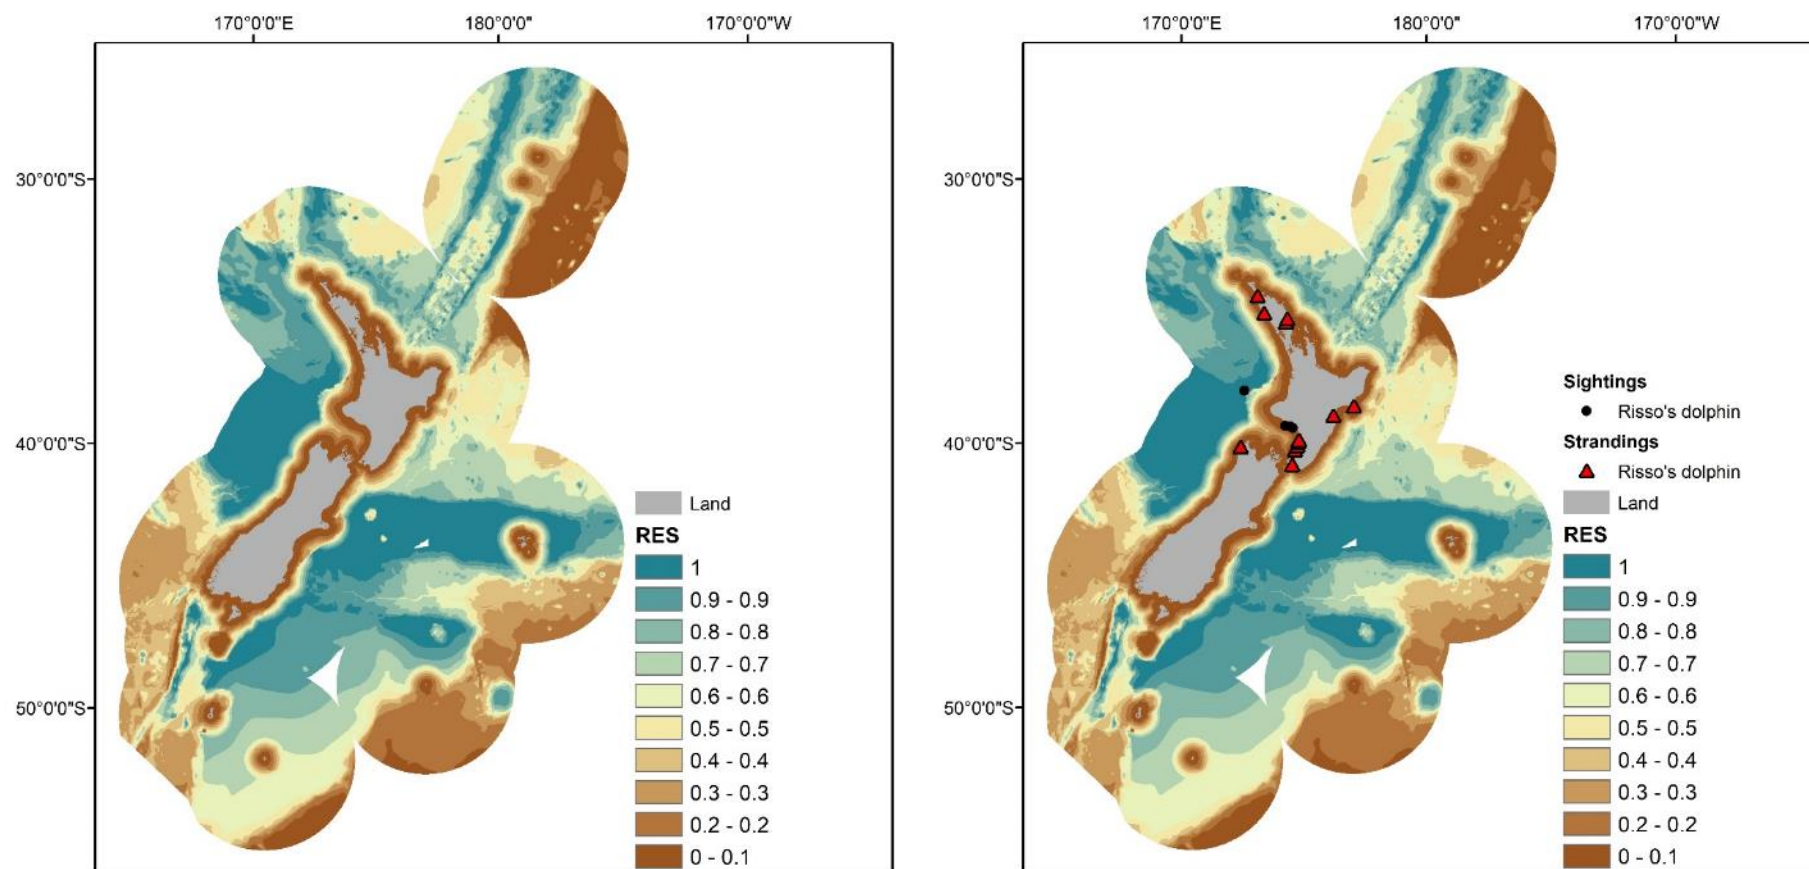 170°0'0"E 180°0'0" 170°0'0"W
30°0'0"S
40°0'0"S
50°0'0"S
Land
RES
1
0.9 - 0.9
0.8 - 0.8
0.7 - 0.7
0.6 - 0.6
0.5 - 0.5
0.4 - 0.4
0.3 - 0.3
0.2 - 0.2
0 - 0.1
170°0'0"E 180°0'0" 170°0'0"W
30°0'0"S
40°0'0"S
50°0'0"S
Sightings
Risso's dolphin
Strandings
Risso's dolphin
Land
RES
1
0.9 - 0.9
0.8 - 0.8
0.7 - 0.7
0.6 - 0.6
0.5 - 0.5
0.4 - 0.4
0.3 - 0.3
0.2 - 0.2
0 - 0.1